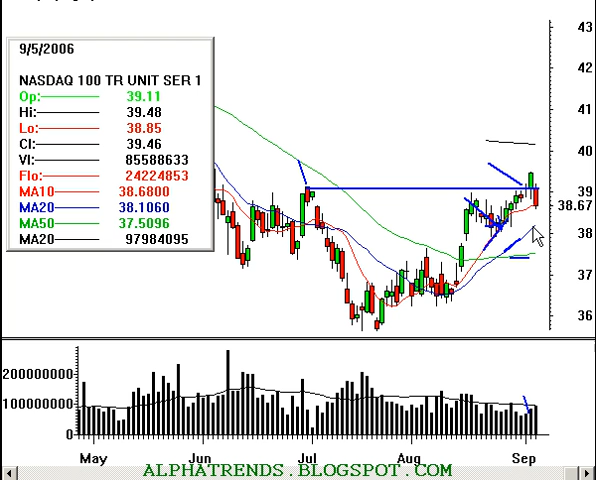 9/5/2006
NASDAQ 100 TR UNIT SER 1
Op: 39.11
Hi: 39.48
Lo: 38.85
Cl: 39.46
Vl: 85588633
Flo: 24224853
MA10 38.6800
MA20 38.1060
MA50 37.5096
MA20 97984095
43
42
41
40
39
38.67
38
37
36
200000000
100000000
0
May Jun Jul Aug Sep
ALPHATRENDS.BLOGSPOT.COM